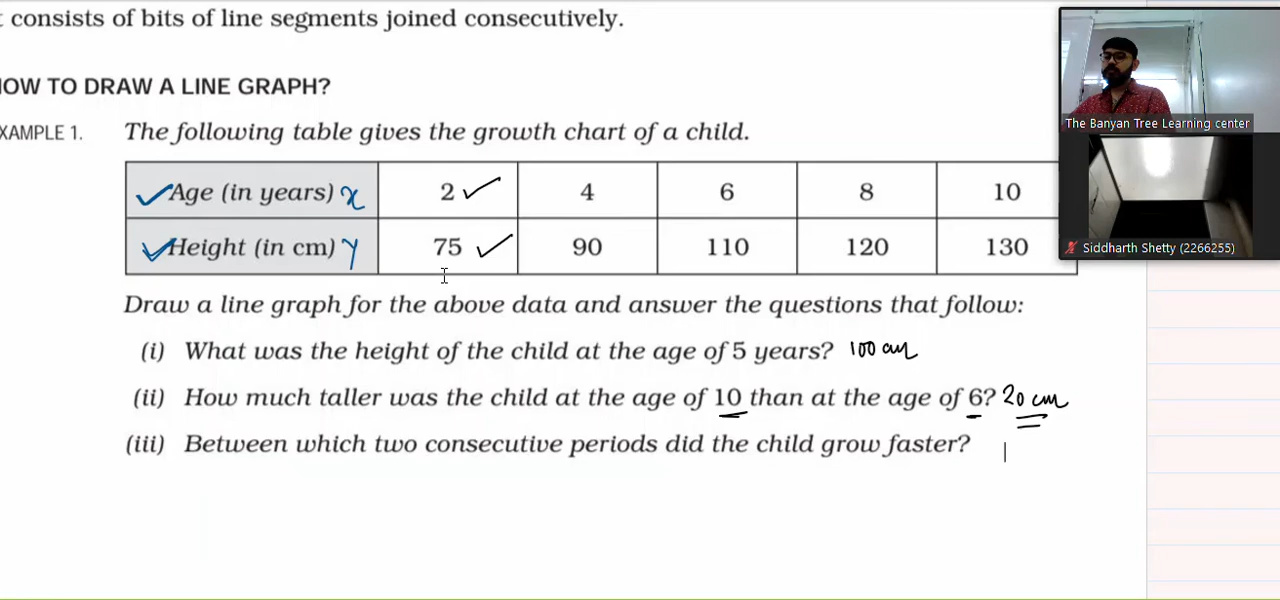 consists of bits of line segments joined consecutively.
OW TO DRAW A LINE GRAPH?
XAMPLE 1. The following table gives the growth chart of a child.
Age (in years) x 2 4 6 8 10
Height (in cm) y 75 90 110 120 130
Draw a line graph for the above data and answer the questions that follow:
(i) What was the height of the child at the age of 5 years? 100 cm
(ii) How much taller was the child at the age of 10 than at the age of 6? 20 cm
(iii) Between which two consecutive periods did the child grow faster?
The Banyan Tree Learning center
Siddharth Shetty (2266255)